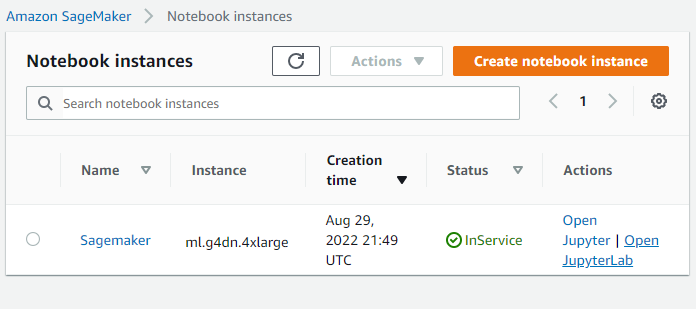 Amazon SageMaker > Notebook instances
Notebook instances
Actions
Create notebook instance
Search notebook instances
1
Name
Instance
Creation
time
Status
Actions
Sagemaker
ml.g4dn.4xlarge
Aug 29,
2022 21:49
UTC
InService
Open
Jupyter | Open
JupyterLab